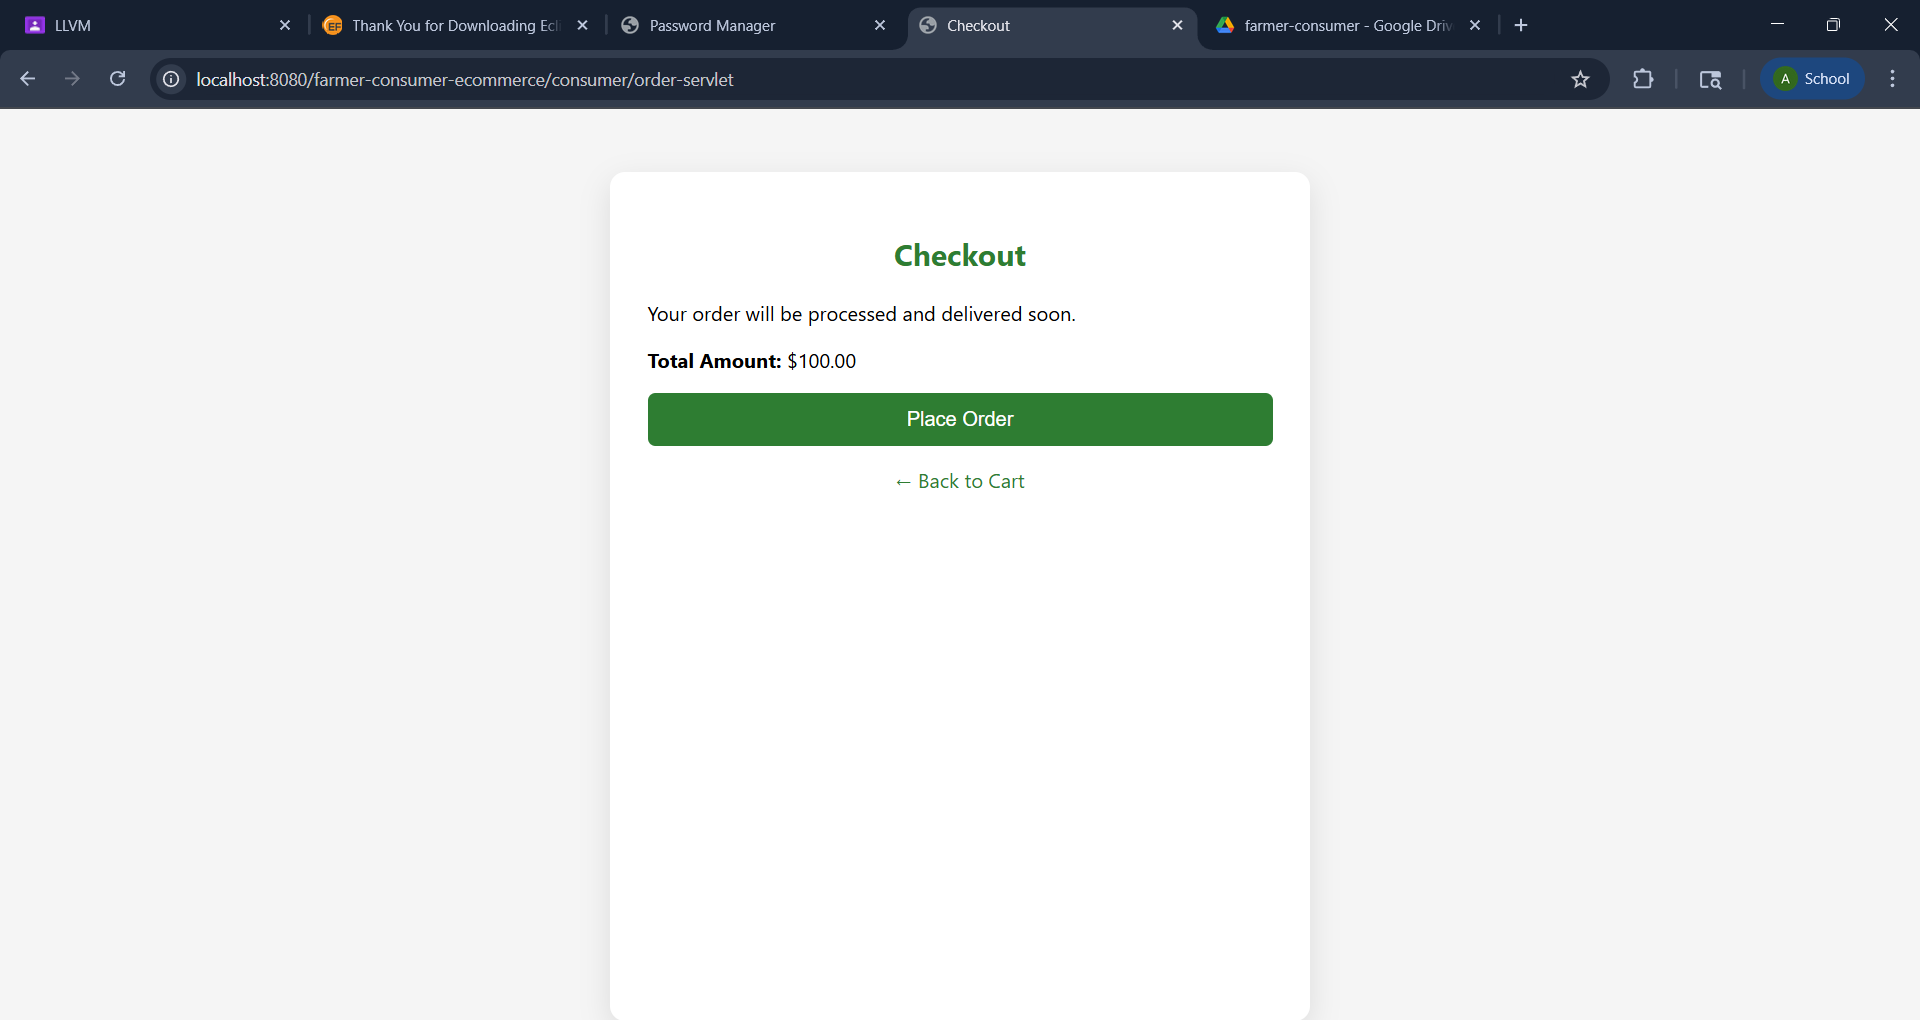 LLVM
Thank You for Downloading Ecli
Password Manager
Checkout
farmer-consumer - Google Driv
localhost:8080/farmer-consumer-ecommerce/consumer/order-servlet
A School
Checkout
Your order will be processed and delivered soon.
Total Amount: $100.00
Place Order
← Back to Cart